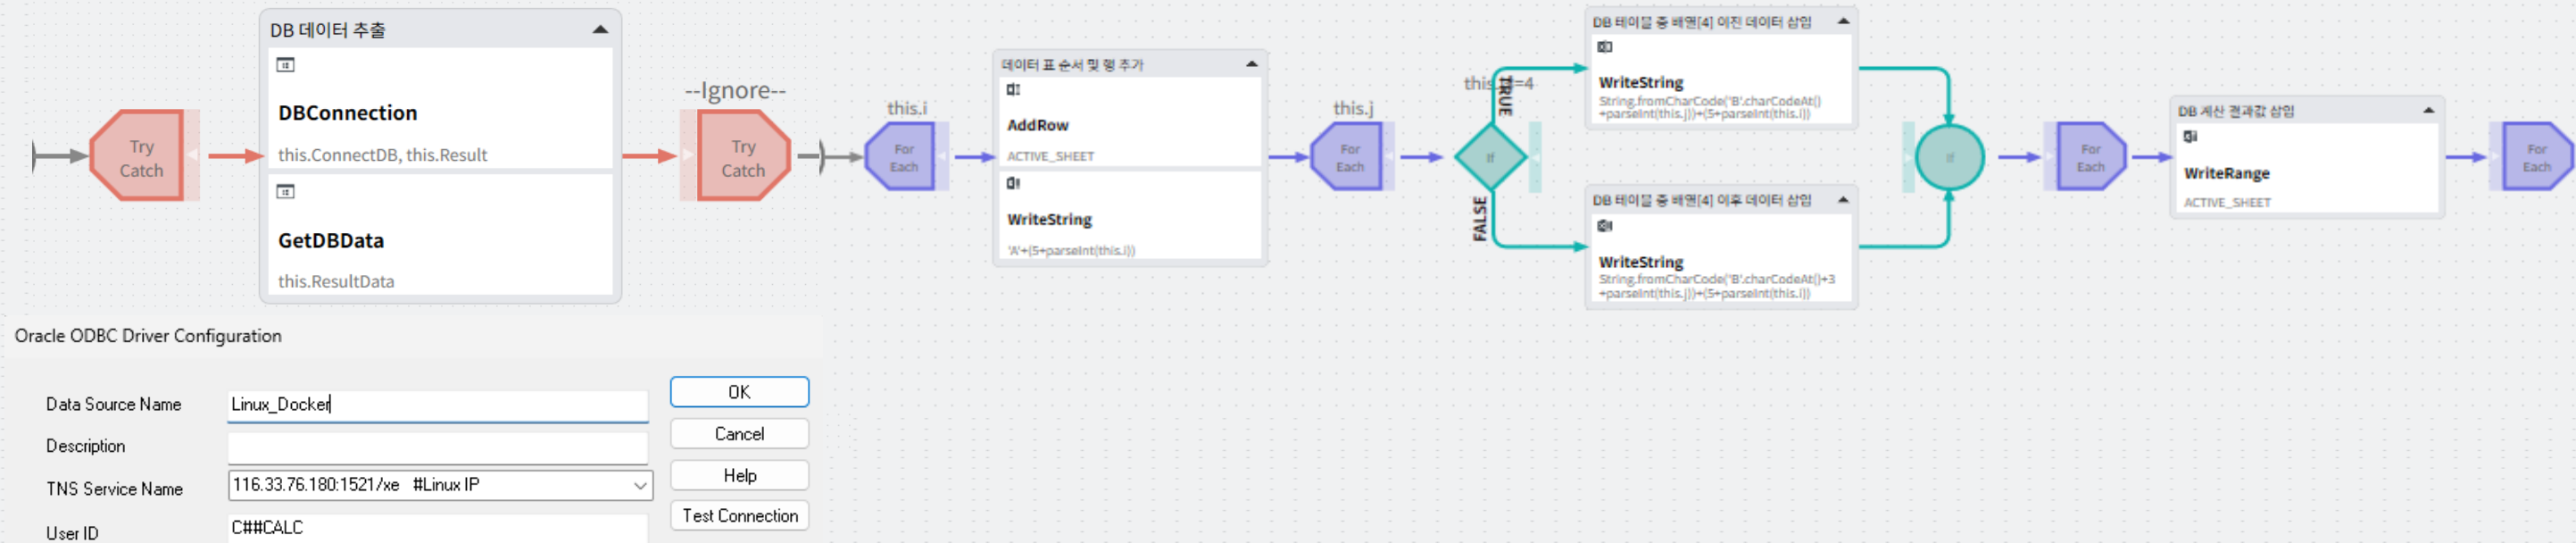 DB 데이터 추출
DBConnection
this.ConnectDB, this.Result
GetDBData
this.ResultData
Try
Catch
--Ignore--
Try
Catch
this.i
For
Each
데이터 표 순서 및 행 추가
AddRow
ACTIVE_SHEET
WriteString
'A'+(5+parseInt(this.i))
this.j
For
Each
=4
If
TRUE
FALSE
DB 테이블 중 배열[4] 이전 데이터 삽입
WriteString
String.fromCharCode('B'.charCodeAt()
+parseInt(this.j))+(5+parseInt(this.i))
DB 테이블 중 배열[4] 이후 데이터 삽입
WriteString
String.fromCharCode('B'.charCodeAt()+3
+parseInt(this.j))+(5+parseInt(this.i))
If
For
Each
DB 계산 결과값 삽입
WriteRange
ACTIVE_SHEET
For
Each
Oracle ODBC Driver Configuration
Data Source Name
Linux_Docker
Description
TNS Service Name
116.33.76.180:1521/xe #Linux IP
User ID
C##CALC
OK
Cancel
Help
Test Connection